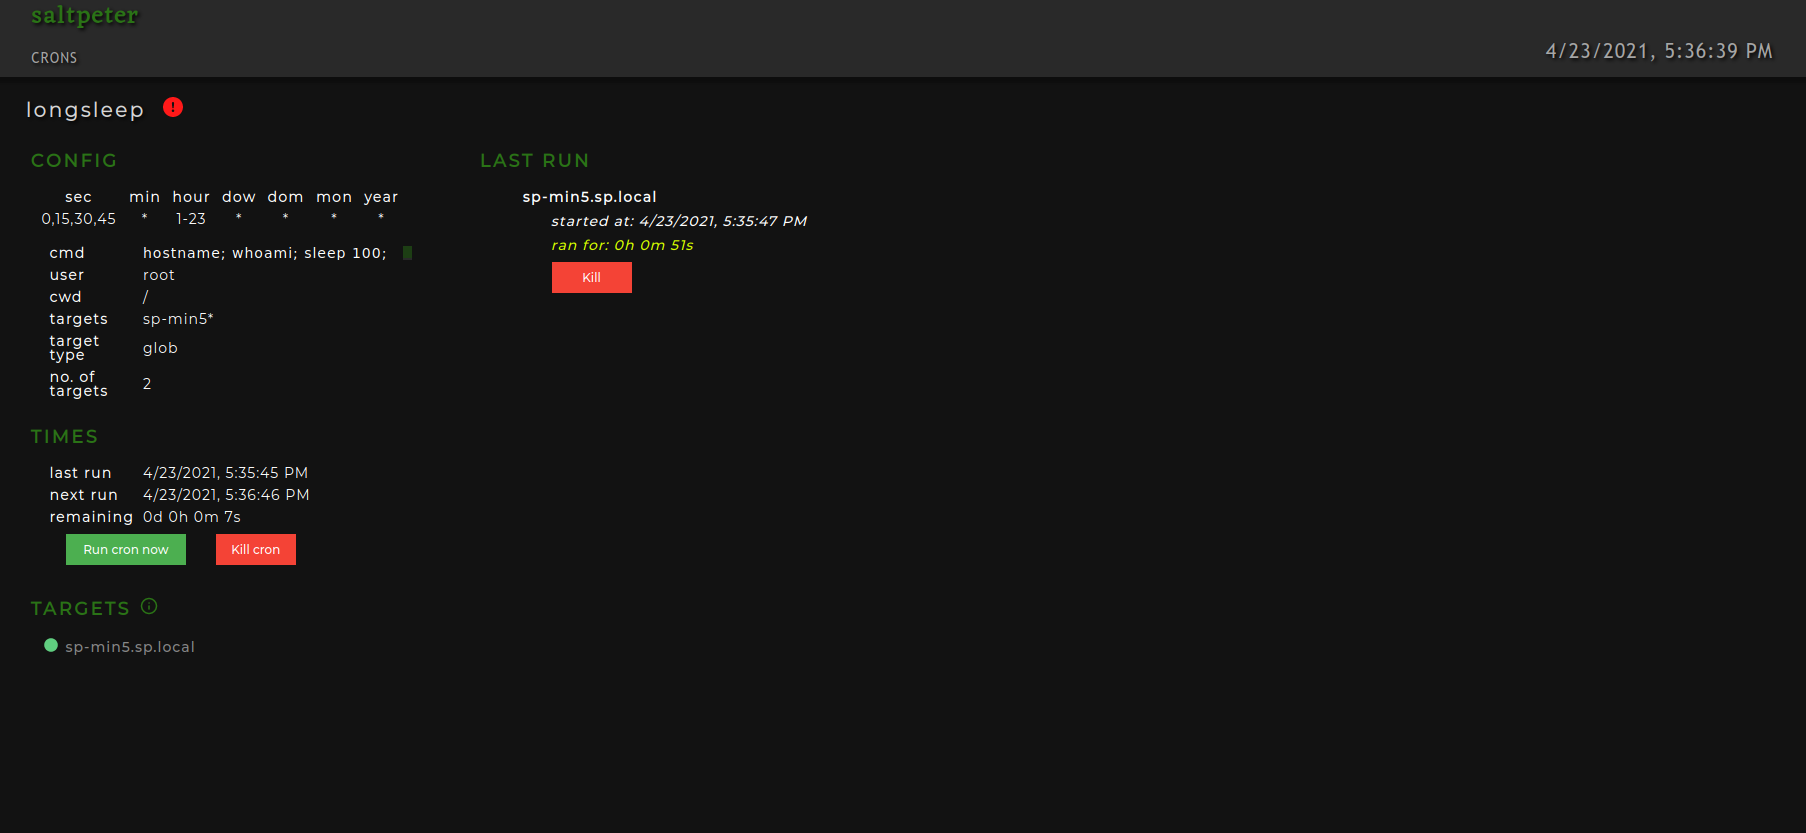 saltpeter
CRONS
4/23/2021, 5:36:39 PM
longsleep
CONFIG
sec min hour dow dom mon year
0,15,30,45 * 1-23 * * * *
cmd hostname; whoami; sleep 100;
user root
cwd /
targets sp-min5*
target
type glob
no. of
targets 2
TIMES
last run 4/23/2021, 5:35:45 PM
next run 4/23/2021, 5:36:46 PM
remaining 0d 0h 0m 7s
Run cron now Kill cron
TARGETS
sp-min5.sp.local
LAST RUN
sp-min5.sp.local
started at: 4/23/2021, 5:35:47 PM
ran for: 0h 0m 51s
Kill